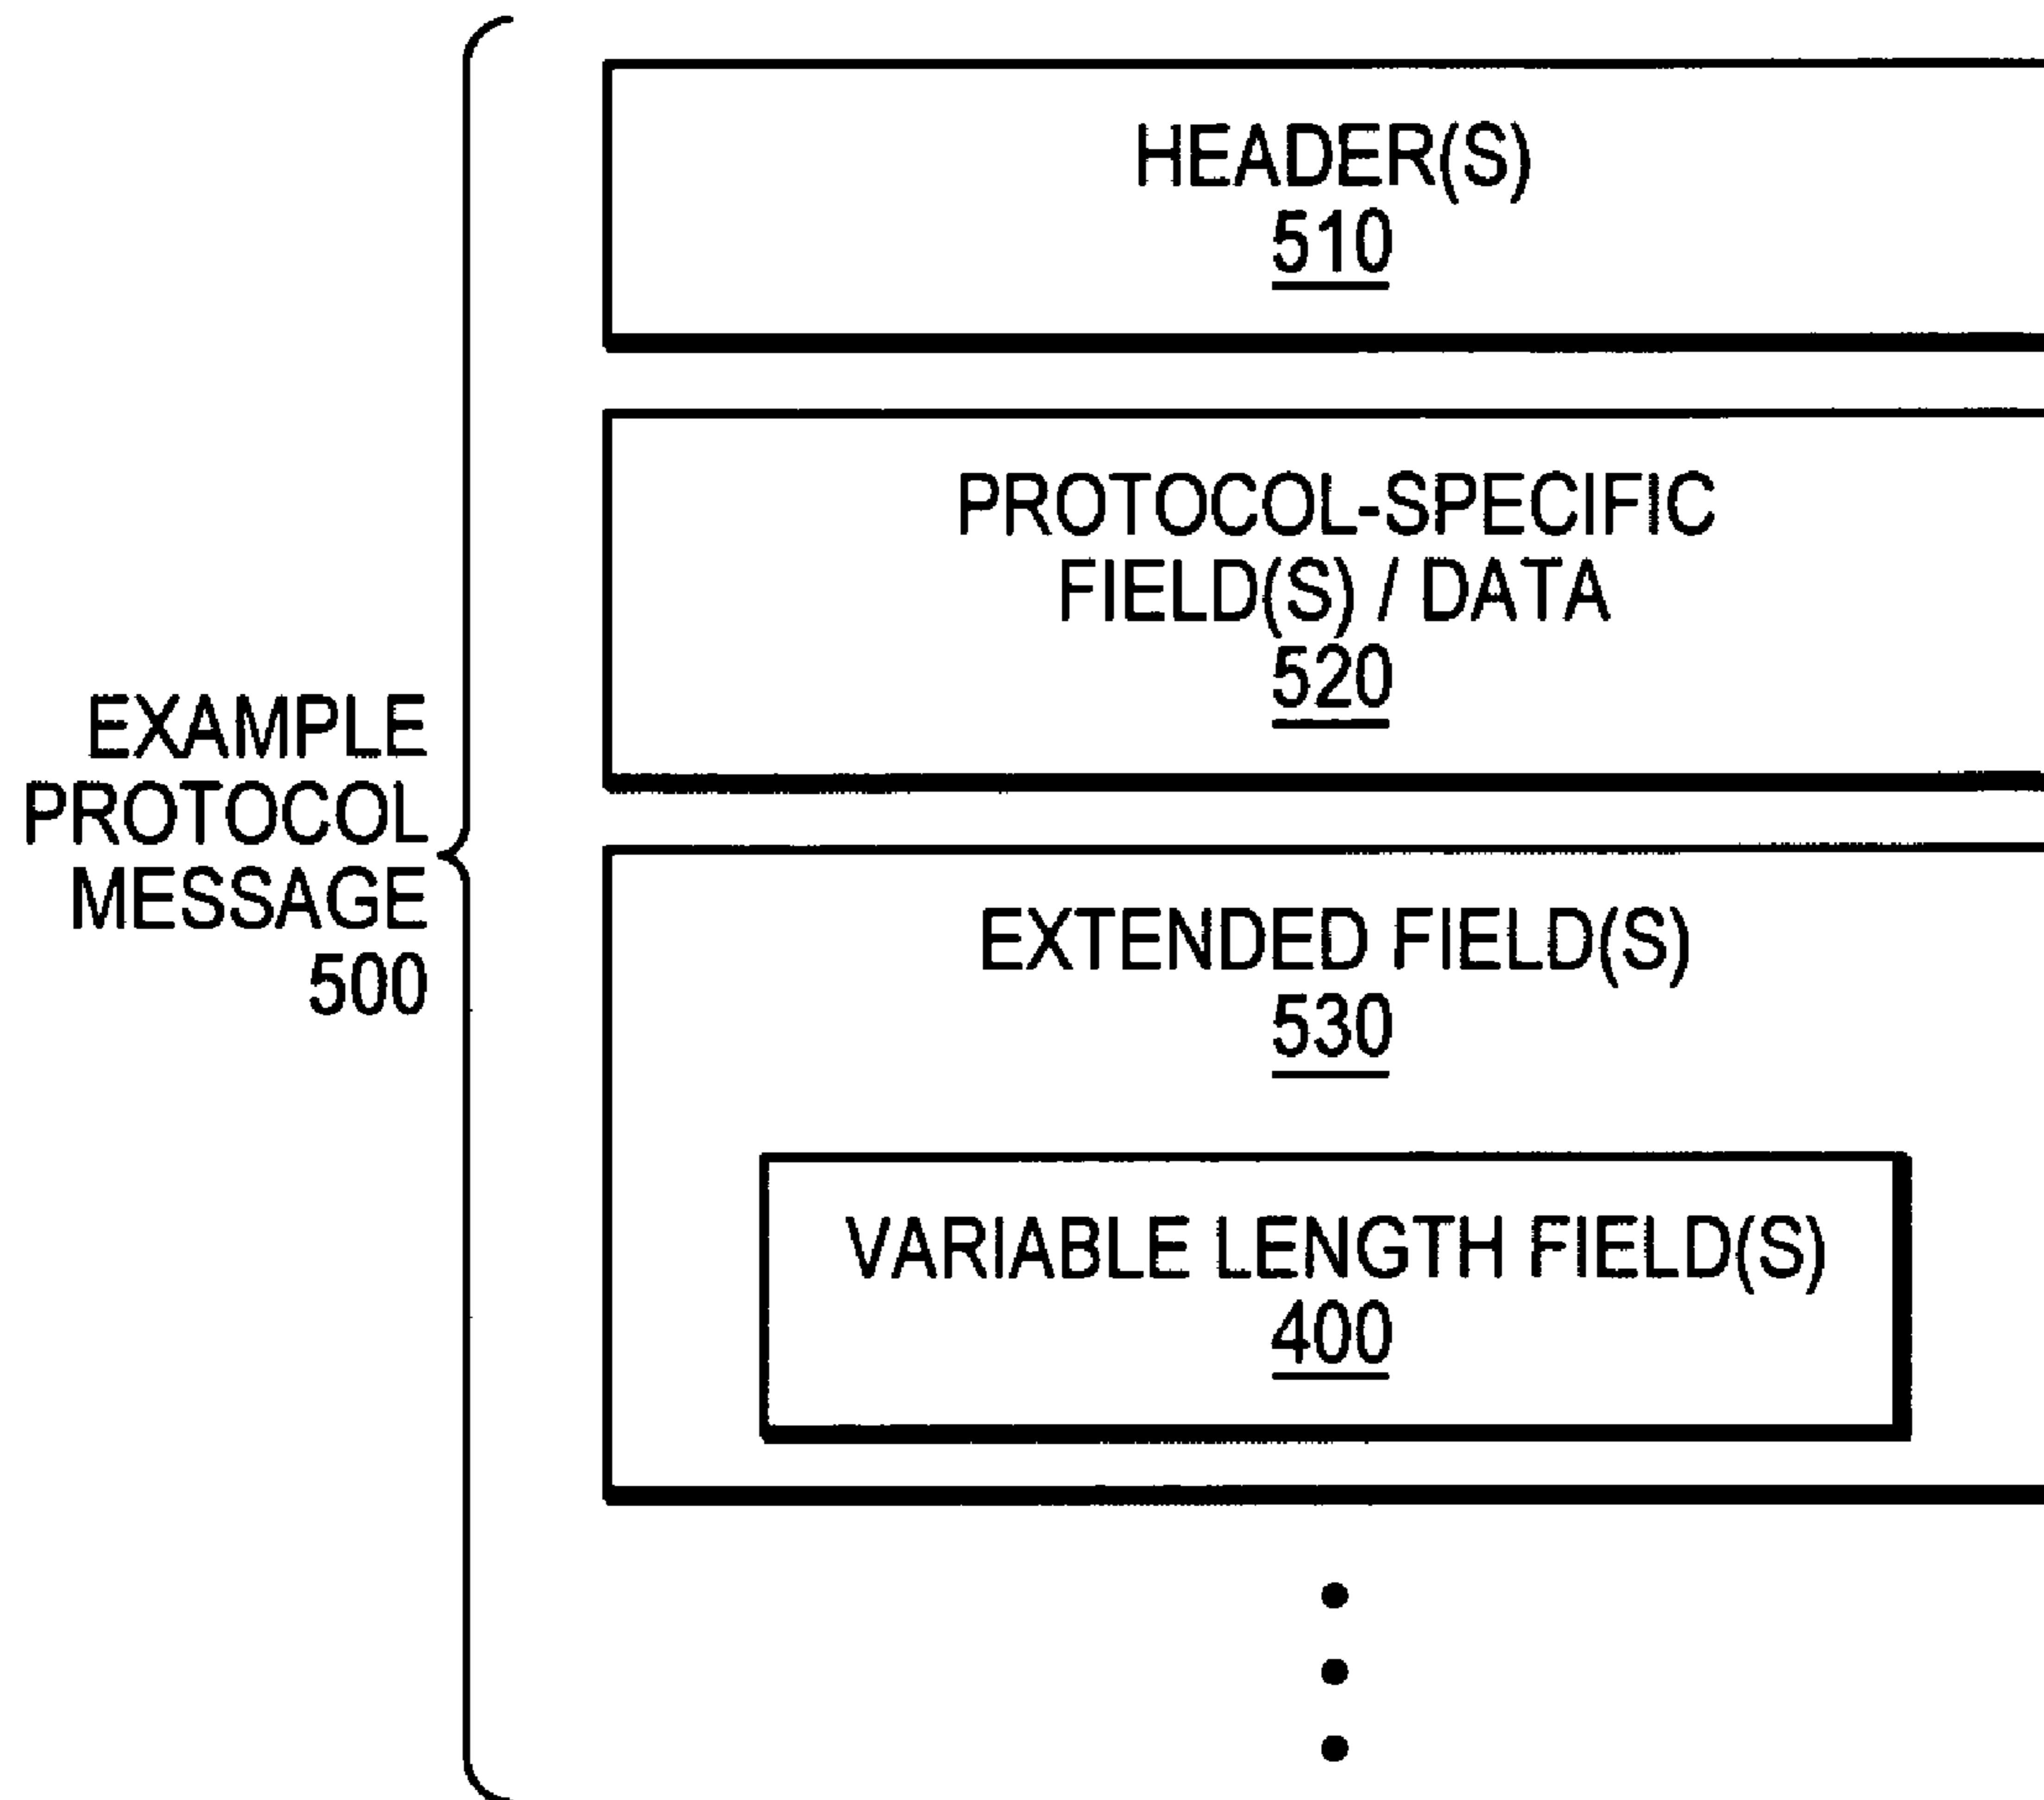 HEADER(S)
510
PROTOCOL-SPECIFIC
FIELD(S) / DATA
520
EXAMPLE
PROTOCOL
MESSAGE
500
EXTENDED FIELD(S)
530
VARIABLE LENGTH FIELD(S)
400